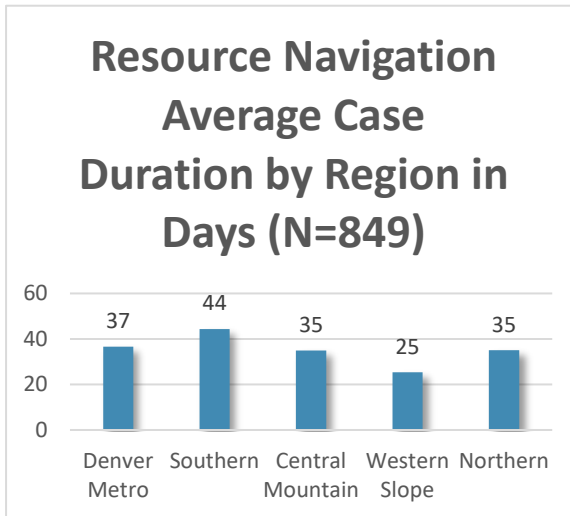 Resource Navigation
Average Case
Duration by Region in
Days (N=849)
60
40
20
0
37
44
35
25
35
Denver
Metro
Southern
Central
Mountain
Western
Slope
Northern